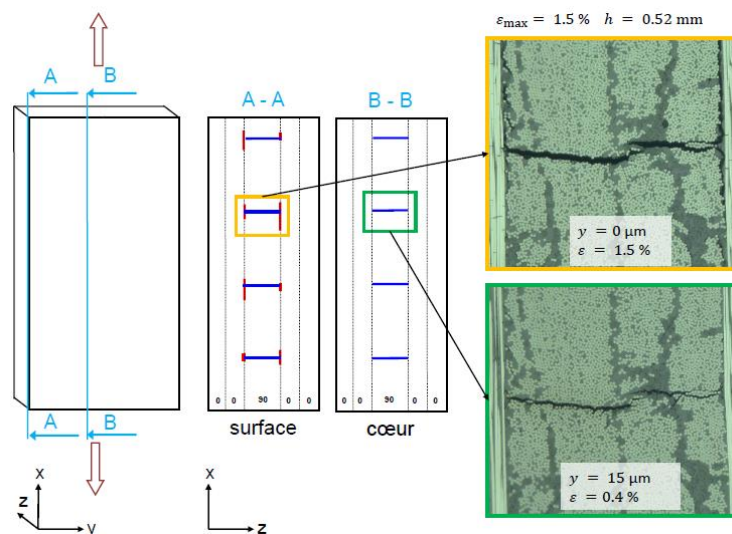 ε_max = 1.5 % h = 0.52 mm
A B
A - A B - B
y = 0 μm
ε = 1.5 %
0 0 90 0 0
0 0 90 0 0
surface cœur
A B
y = 15 μm
ε = 0.4 %
X X
Z
y Z